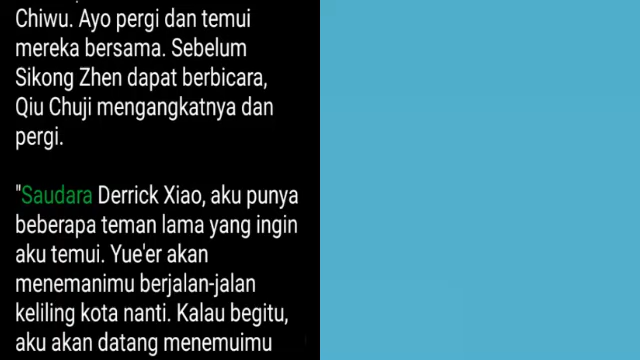 Chiwu. Ayo pergi dan temui
mereka bersama. Sebelum
Sikong Zhen dapat berbicara,
Qiu Chuji mengangkatnya dan
pergi.
"Saudara Derrick Xiao, aku punya
beberapa teman lama yang ingin
aku temui. Yue'er akan
menemanimu berjalan-jalan
keliling kota nanti. Kalau begitu,
aku akan datang menemuimu